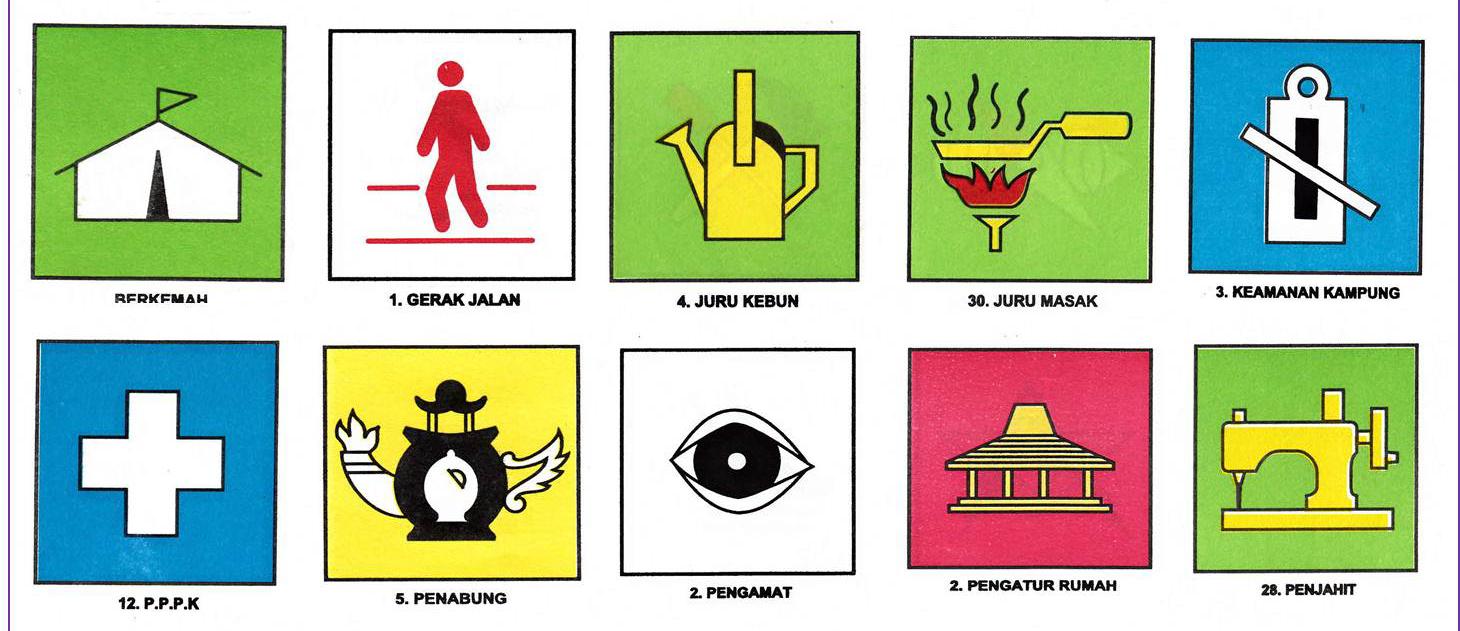 BERKEMAH
1. GERAK JALAN
4. JURU KEBUN
30. JURU MASAK
3. KEAMANAN KAMPUNG
12. P.P.P.K
5. PENABUNG
2. PENGAMAT
2. PENGATUR RUMAH
28. PENJAHIT